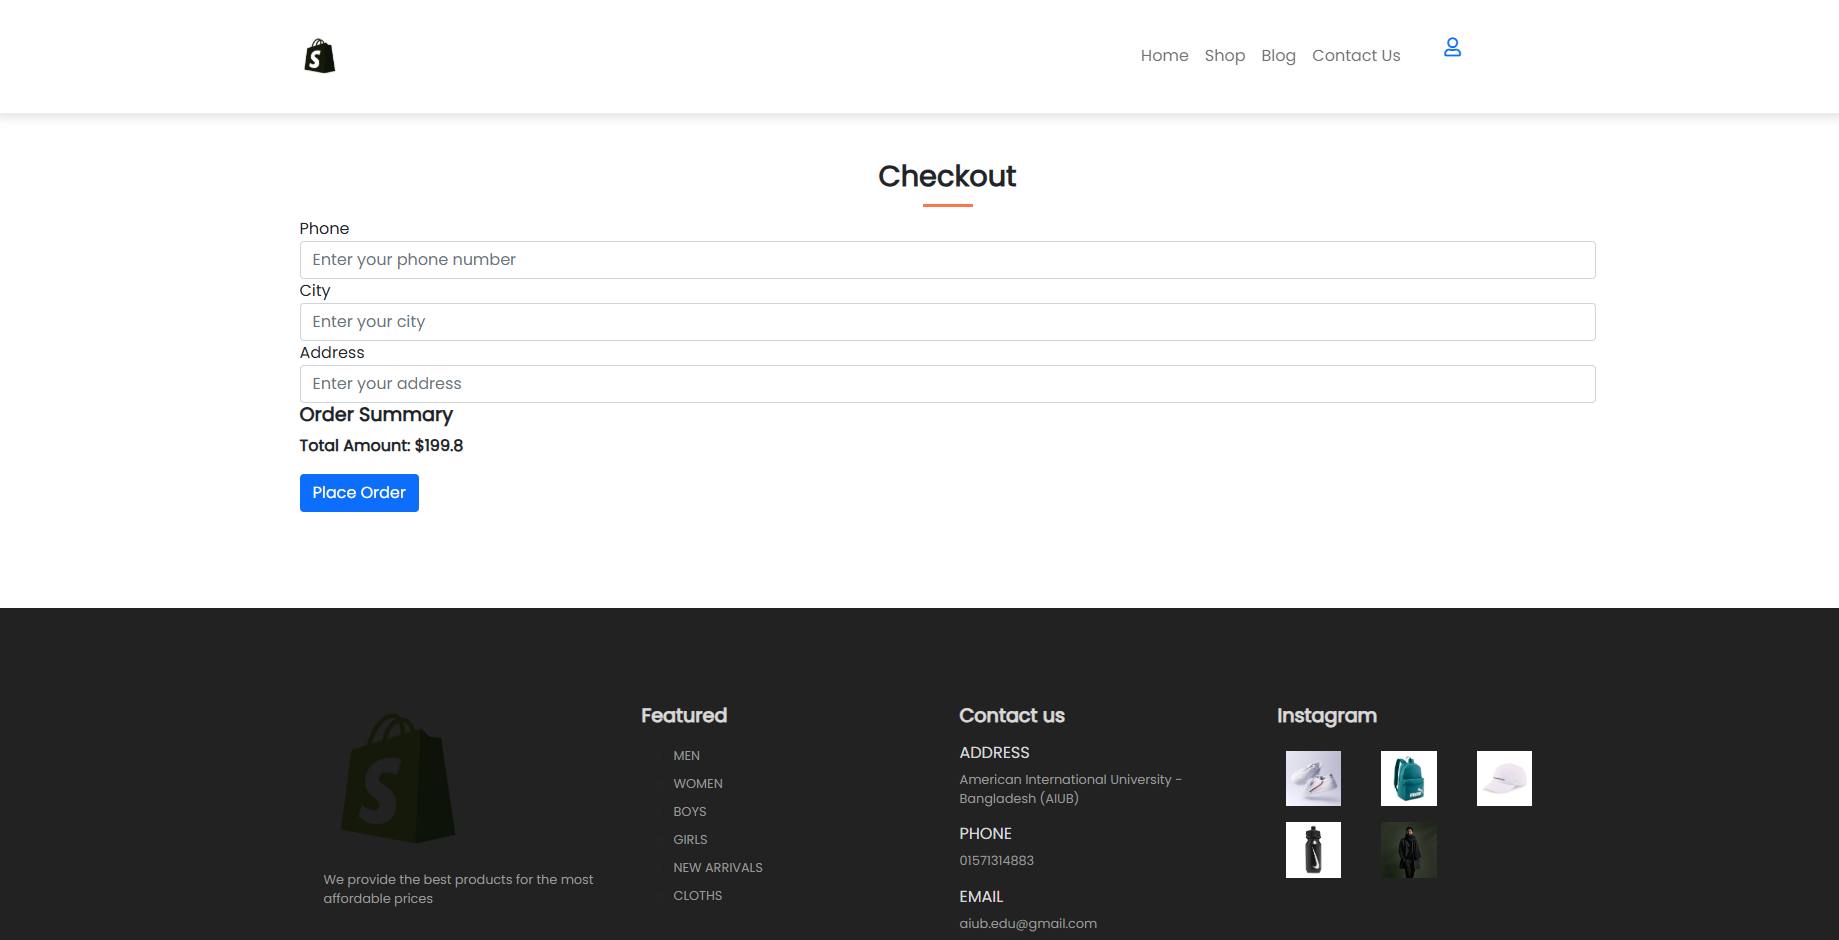 S
Home Shop Blog Contact Us
Checkout
Phone
Enter your phone number
City
Enter your city
Address
Enter your address
Order Summary
Total Amount: $199.8
Place Order
S
We provide the best products for the most
affordable prices
Featured
MEN
WOMEN
BOYS
GIRLS
NEW ARRIVALS
CLOTHS
Contact us
ADDRESS
American International University -
Bangladesh (AIUB)
PHONE
01571314883
EMAIL
aiub.edu@gmail.com
Instagram